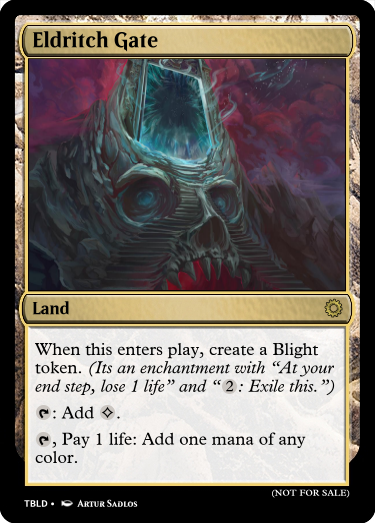 Eldritch Gate
Land
When this enters play, create a Blight
token. (Its an enchantment with “At your
end step, lose 1 life” and “2: Exile this.”)
: Add .
, Pay 1 life: Add one mana of any
color.
(NOT FOR SALE)
TBLD • Artur Sadlos